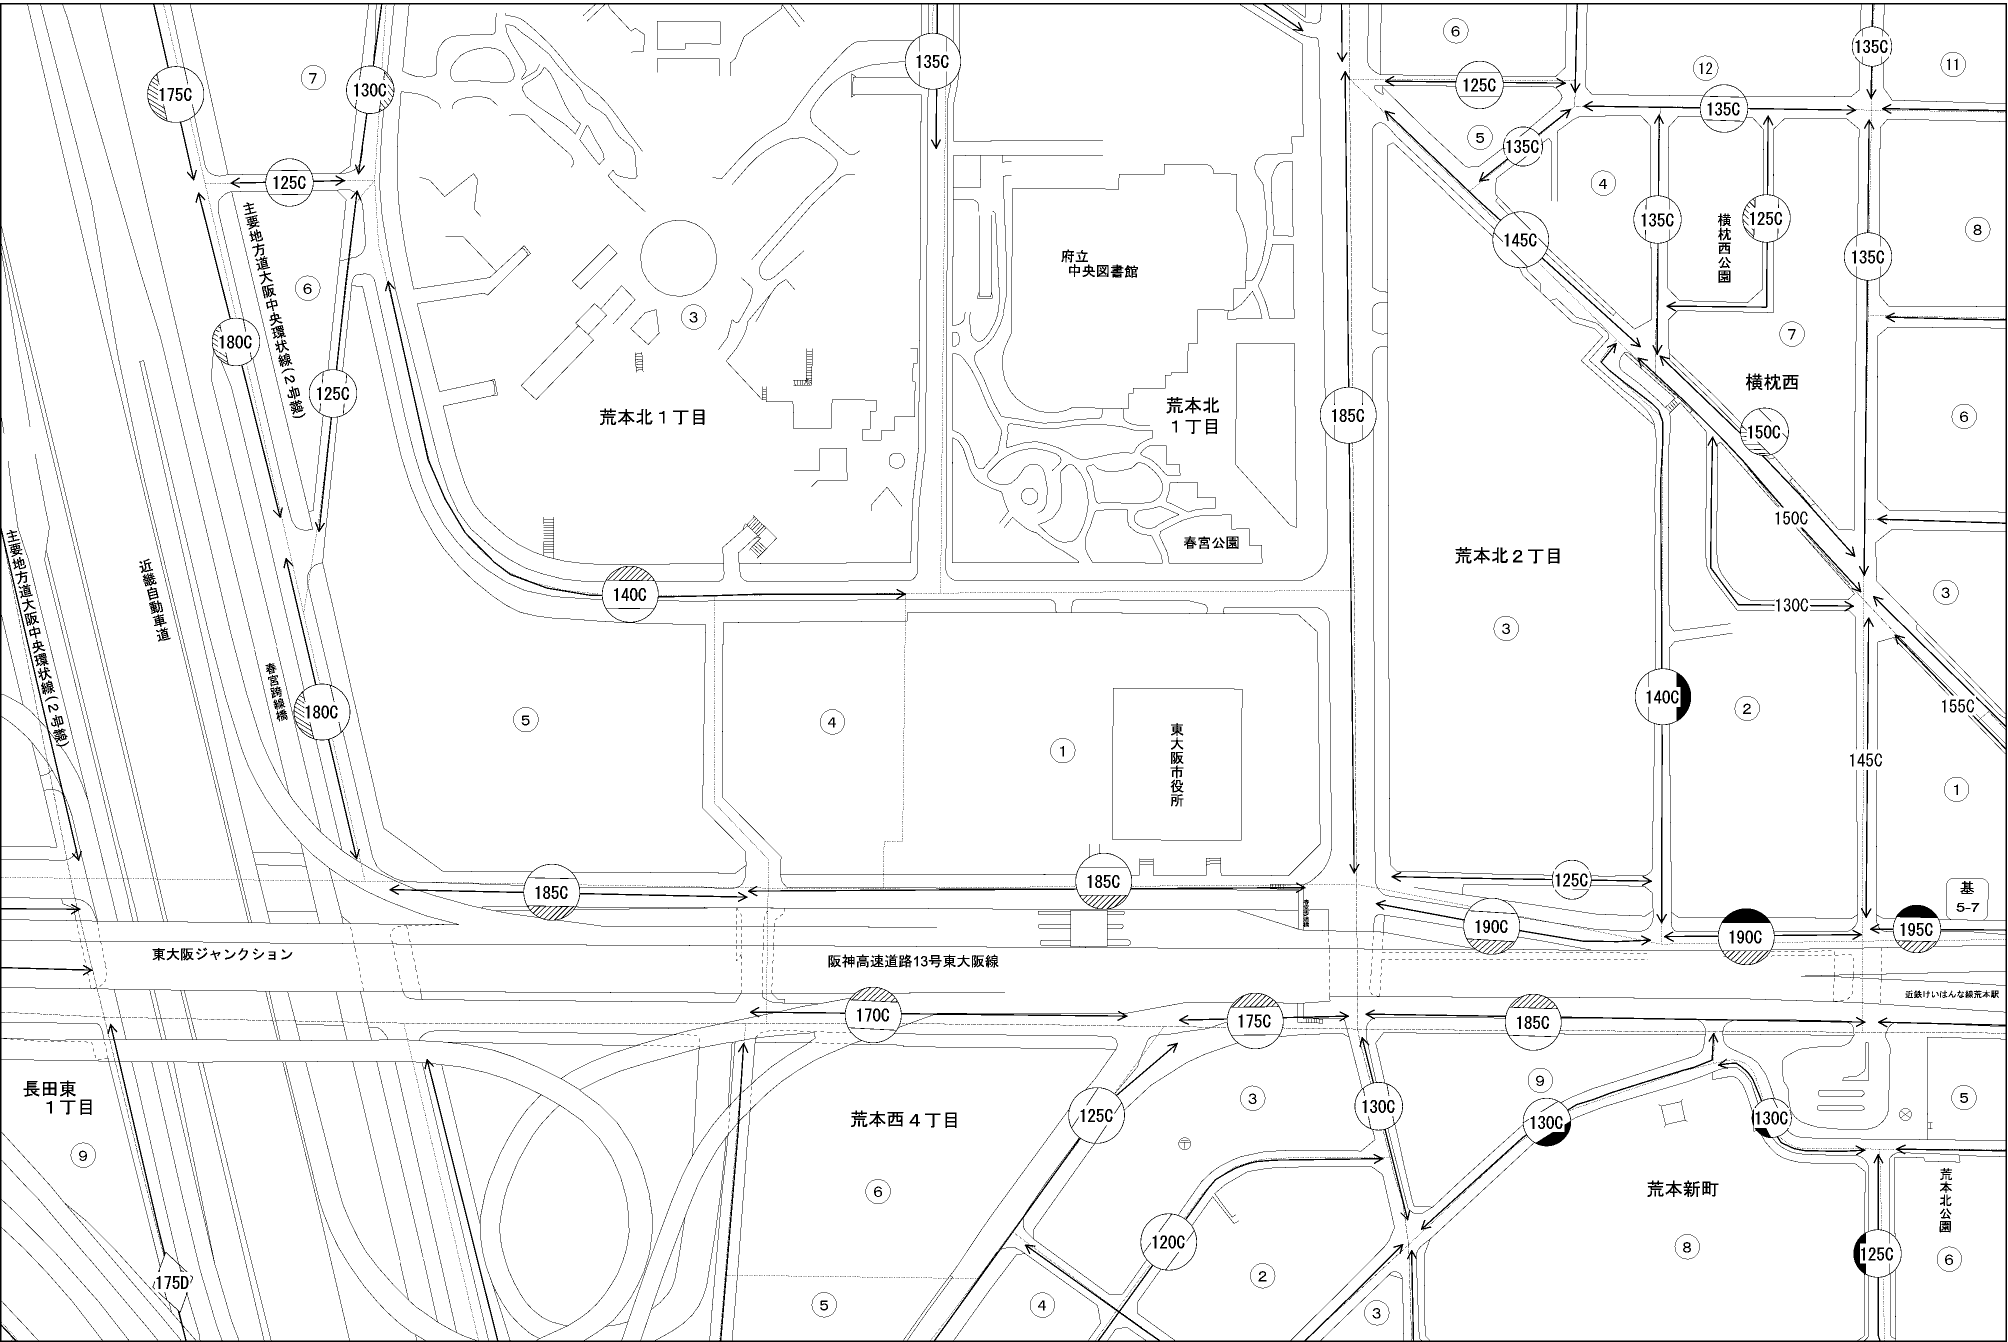 6
135C
11
7
175C
130C
135C
12
125C
135C
5
135C
125C
4
135C
横枕西公園
125C
8
145C
135C
主要地方道大阪中央環状線(2号線)
府立
中央図書館
6
3
7
180C
横枕西
125C
荒本北1丁目
荒本北
1丁目
185C
150C
6
150C
主要地方道大阪中央環状線(2号線)
近畿自動車道
春宮公園
荒本北2丁目
140C
130C
3
3
春宮跨線橋
180C
5
4
1
東大阪市役所
140C
2
155C
145C
1
185C
185C
125C
基
5-7
190C
190C
195C
東大阪ジャンクション
阪神高速道路13号東大阪線
近鉄けいはんな線荒本駅
170C
175C
185C
長田東
1丁目
荒本西4丁目
125C
3
130C
9
130C
130C
5
9
6
荒本新町
荒本北公園
120C
8
125C
6
175D
2
5
4
3